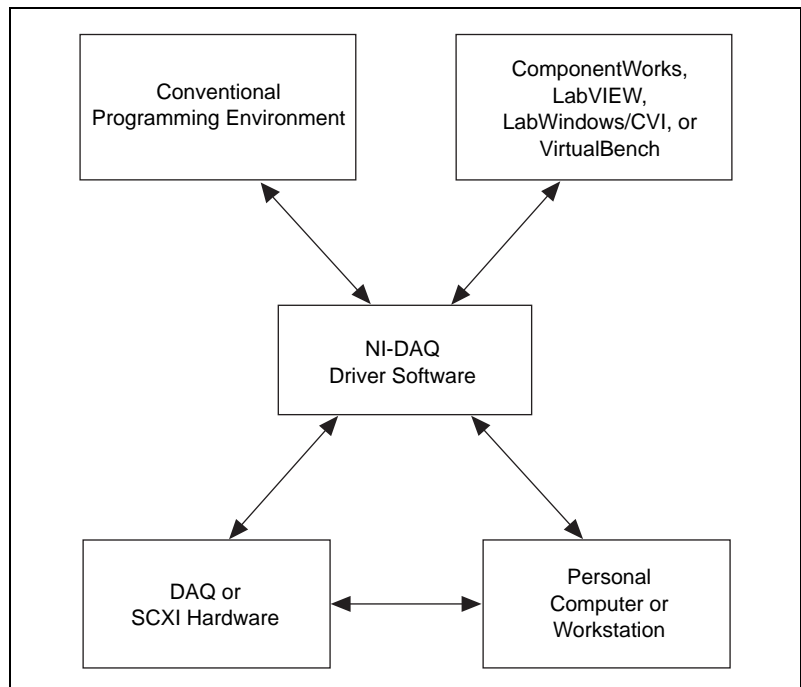 Conventional
Programming Environment
ComponentWorks,
LabVIEW,
LabWindows/CVI, or
VirtualBench
NI-DAQ
Driver Software
DAQ or
SCXI Hardware
Personal
Computer or
Workstation